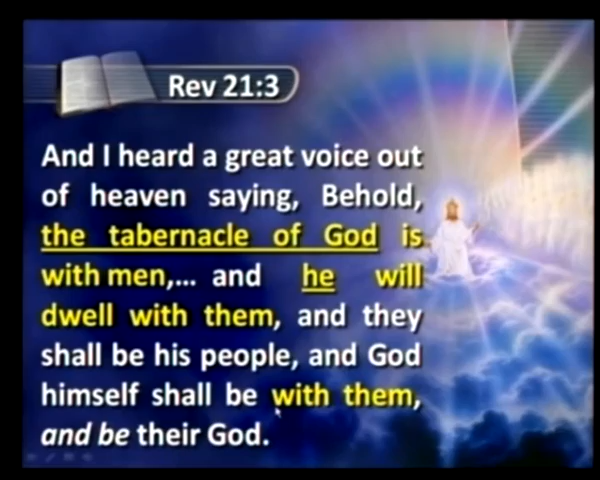 Rev 21:3
And I heard a great voice out
of heaven saying, Behold,
the tabernacle of God is
with men,... and he will
dwell with them, and they
shall be his people, and God
himself shall be with them,
and be their God.